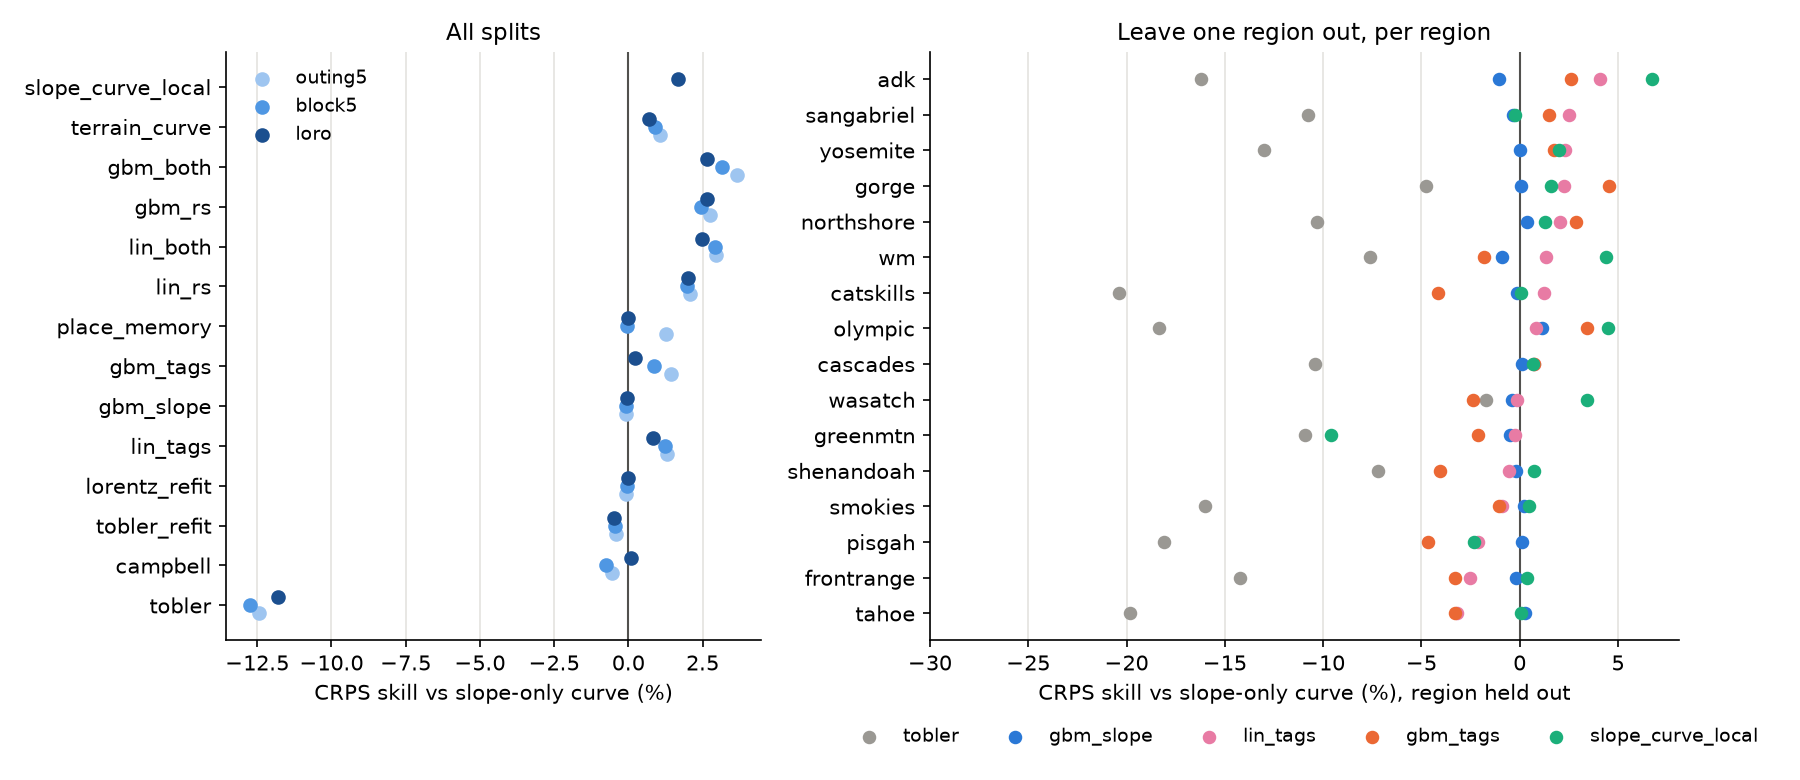 All splits
outing5
block5
loro
slope_curve_local
terrain_curve
gbm_both
gbm_rs
lin_both
lin_rs
place_memory
gbm_tags
gbm_slope
lin_tags
lorentz_refit
tobler_refit
campbell
tobler
−12.5 −10.0 −7.5 −5.0 −2.5 0.0 2.5
CRPS skill vs slope-only curve (%)
Leave one region out, per region
adk
sangabriel
yosemite
gorge
northshore
wm
catskills
olympic
cascades
wasatch
greenmtn
shenandoah
smokies
pisgah
frontrange
tahoe
−30 −25 −20 −15 −10 −5 0 5
CRPS skill vs slope-only curve (%), region held out
tobler gbm_slope lin_tags gbm_tags slope_curve_local